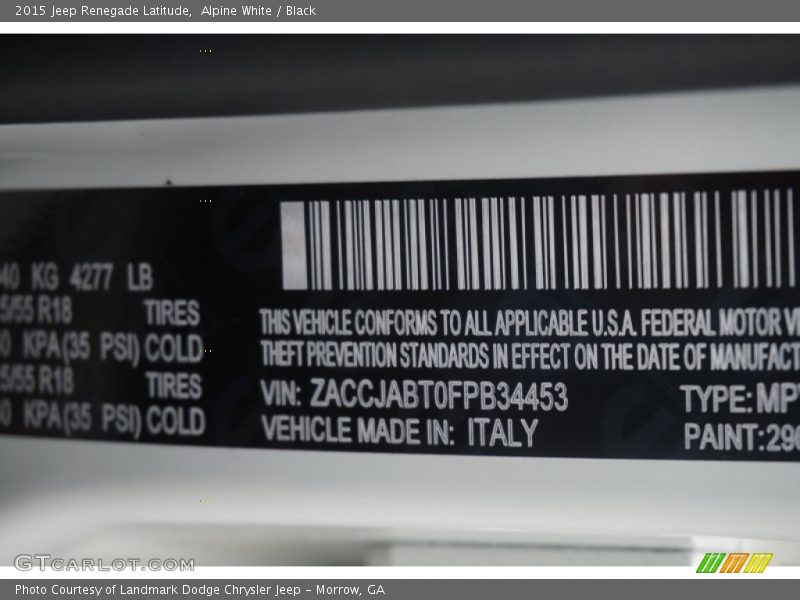 2015 Jeep Renegade Latitude, Alpine White / Black
40 KG 4277 LB
5/55 R18 TIRES
0 KPA(35 PSI) COLD
5/55 R18 TIRES
0 KPA(35 PSI) COLD
THIS VEHICLE CONFORMS TO ALL APPLICABLE U.S.A. FEDERAL MOTOR V
THEFT PREVENTION STANDARDS IN EFFECT ON THE DATE OF MANUFACT
VIN: ZACCJABT0FPB34453 TYPE: MP
VEHICLE MADE IN: ITALY PAINT: 296
GTCARLOT.COM
Photo Courtesy of Landmark Dodge Chrysler Jeep – Morrow, GA